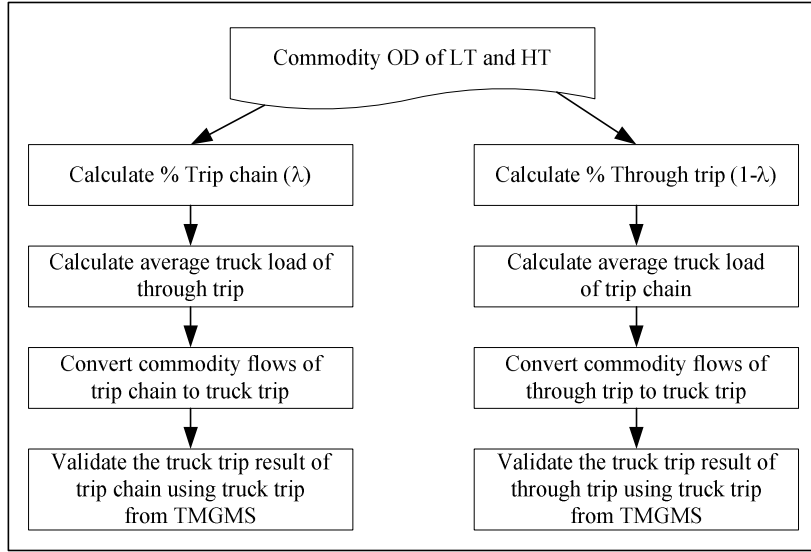 Commodity OD of LT and HT
Calculate % Trip chain (λ)
Calculate average truck load of
through trip
Convert commodity flows of
trip chain to truck trip
Validate the truck trip result of
trip chain using truck trip
from TMGMS
Calculate % Through trip (1-λ)
Calculate average truck load
of trip chain
Convert commodity flows of
through trip to truck trip
Validate the truck trip result of
through trip using truck trip
from TMGMS